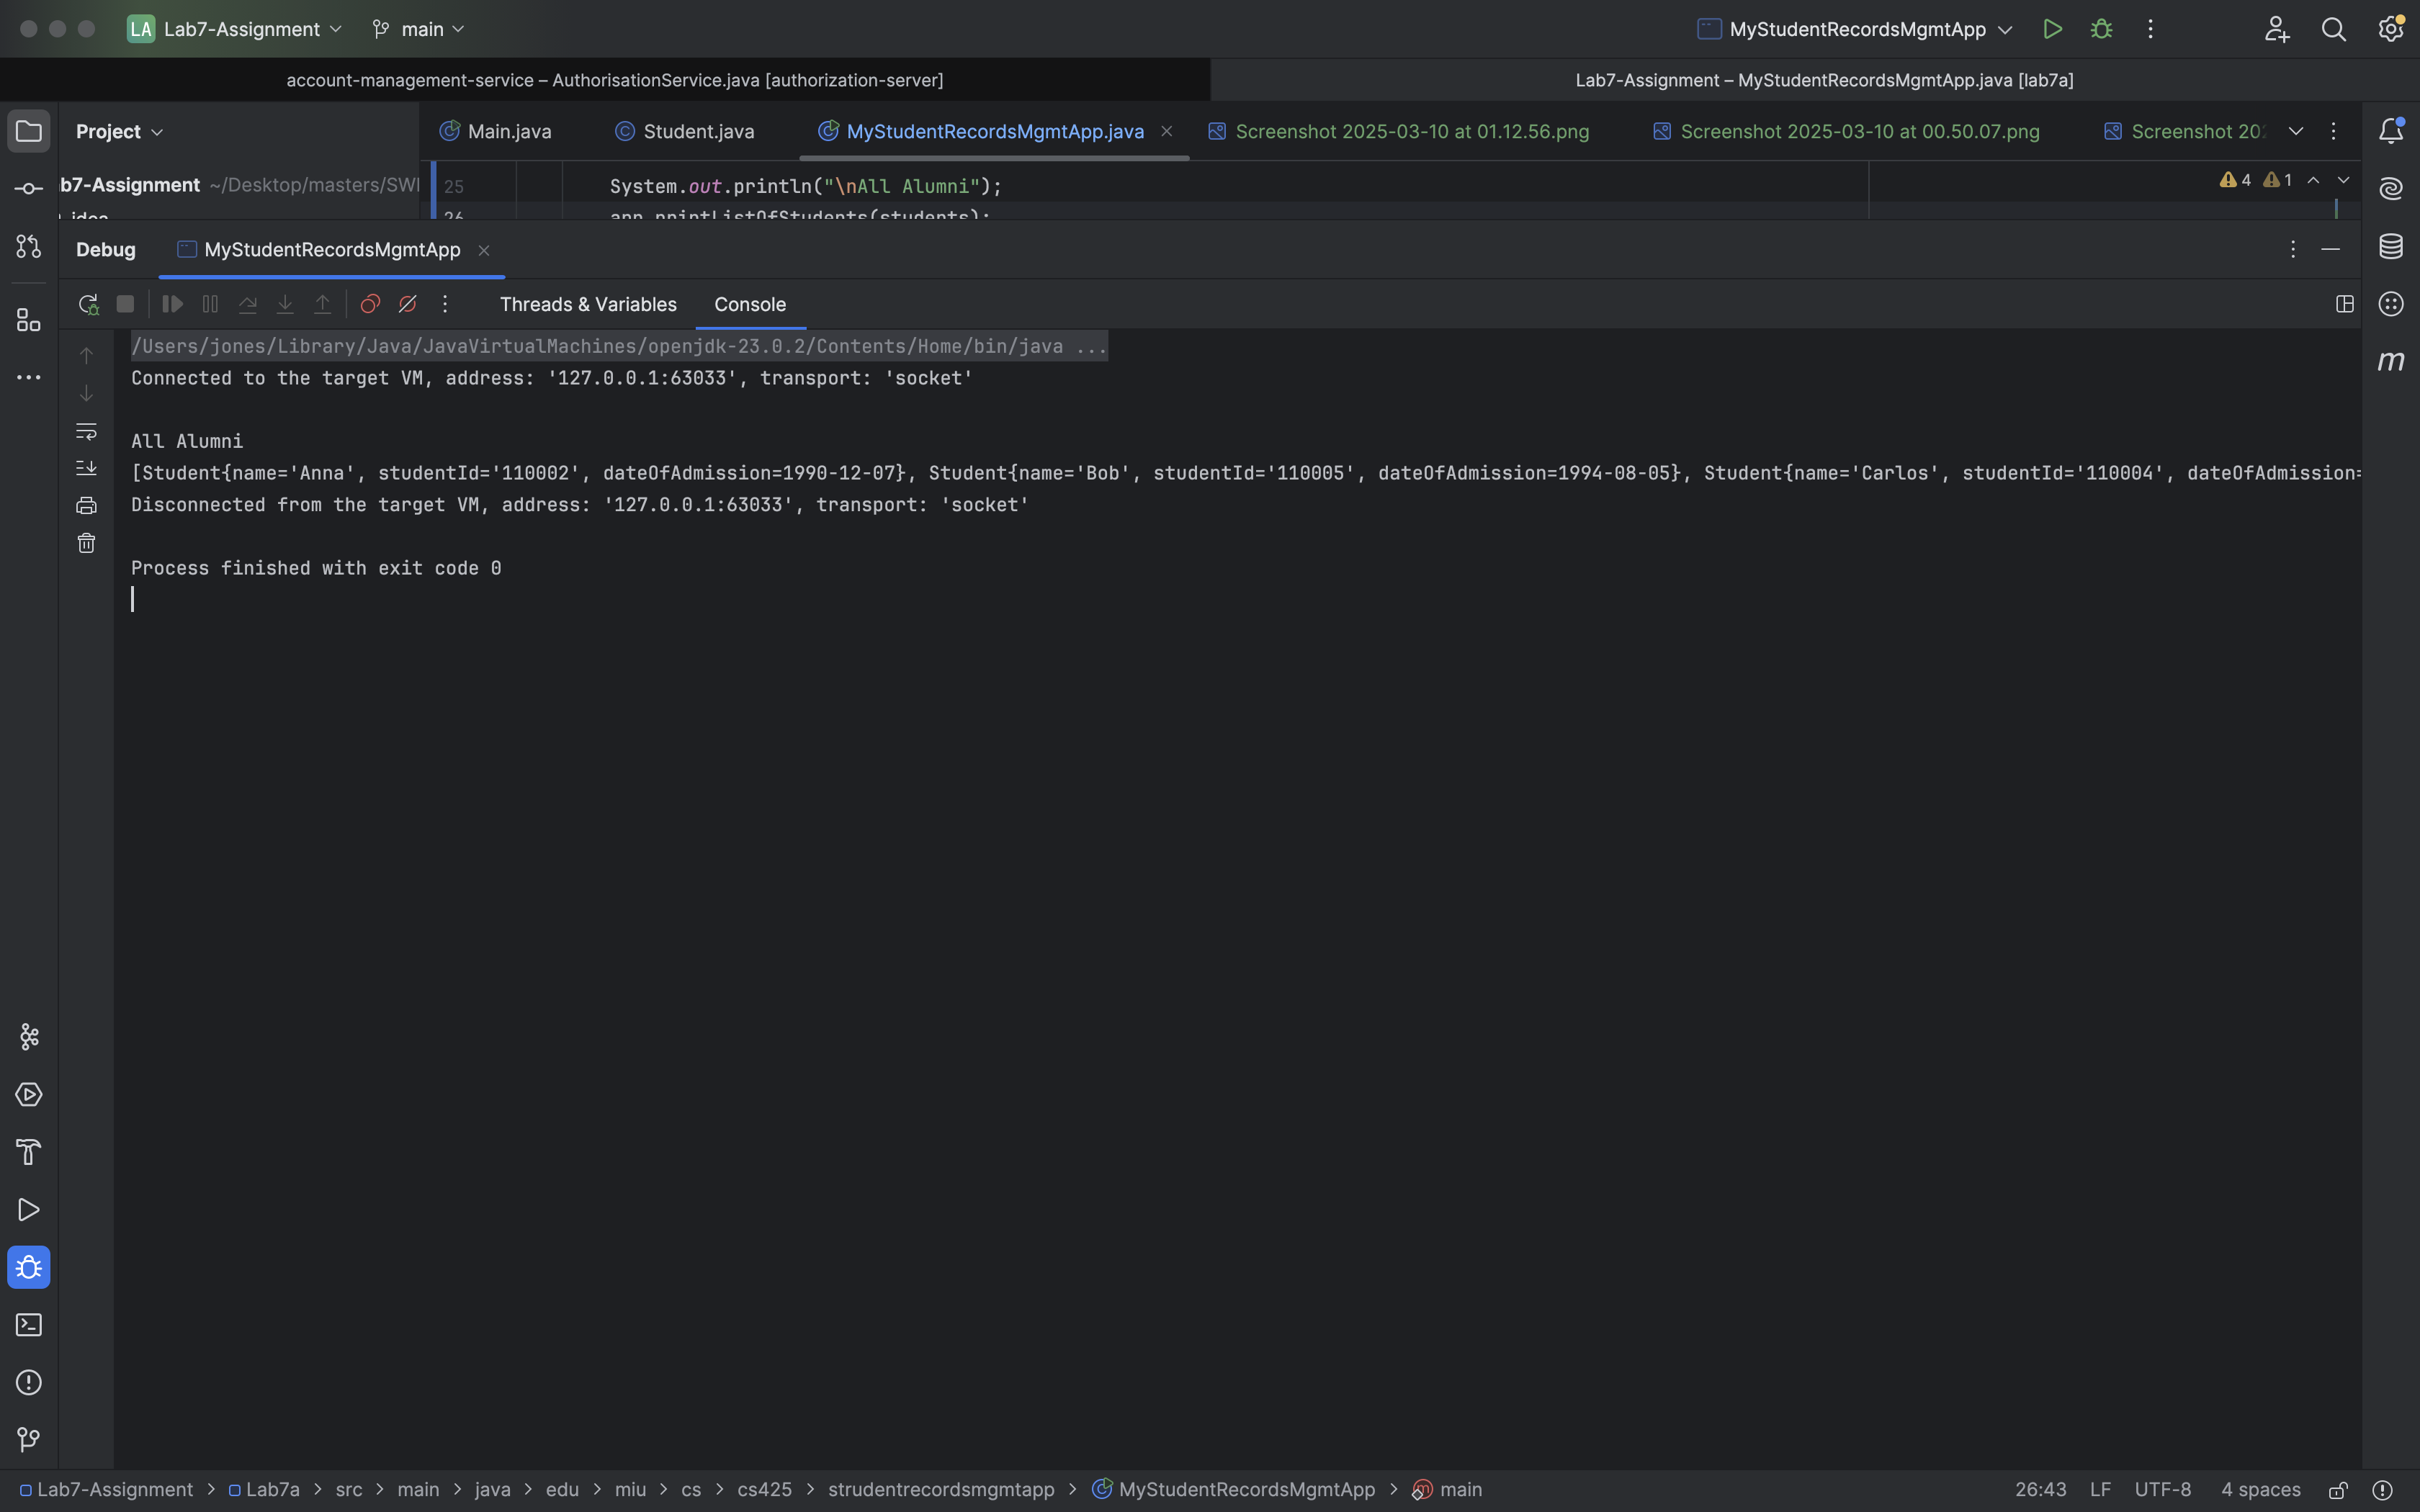 LA Lab7-Assignment main MyStudentRecordsMgmtApp
account-management-service – AuthorisationService.java [authorization-server] Lab7-Assignment – MyStudentRecordsMgmtApp.java [lab7a]
Project Main.java Student.java MyStudentRecordsMgmtApp.java Screenshot 2025-03-10 at 01.12.56.png Screenshot 2025-03-10 at 00.50.07.png Screenshot 20
b7-Assignment ~/Desktop/masters/SW 25 System.out.println("\nAll Alumni"); 4 1
.idea 26 app.printListOfStudents(students);
Debug MyStudentRecordsMgmtApp
Threads & Variables Console
/Users/jones/Library/Java/JavaVirtualMachines/openjdk-23.0.2/Contents/Home/bin/java ...
Connected to the target VM, address: '127.0.0.1:63033', transport: 'socket'
All Alumni
[Student{name='Anna', studentId='110002', dateOfAdmission=1990-12-07}, Student{name='Bob', studentId='110005', dateOfAdmission=1994-08-05}, Student{name='Carlos', studentId='110004', dateOfAdmission=
Disconnected from the target VM, address: '127.0.0.1:63033', transport: 'socket'
Process finished with exit code 0
m
Lab7-Assignment > Lab7a > src > main > java > edu > miu > cs > cs425 > strudentrecordsmgmtapp > MyStudentRecordsMgmtApp > main 26:43 LF UTF-8 4 spaces